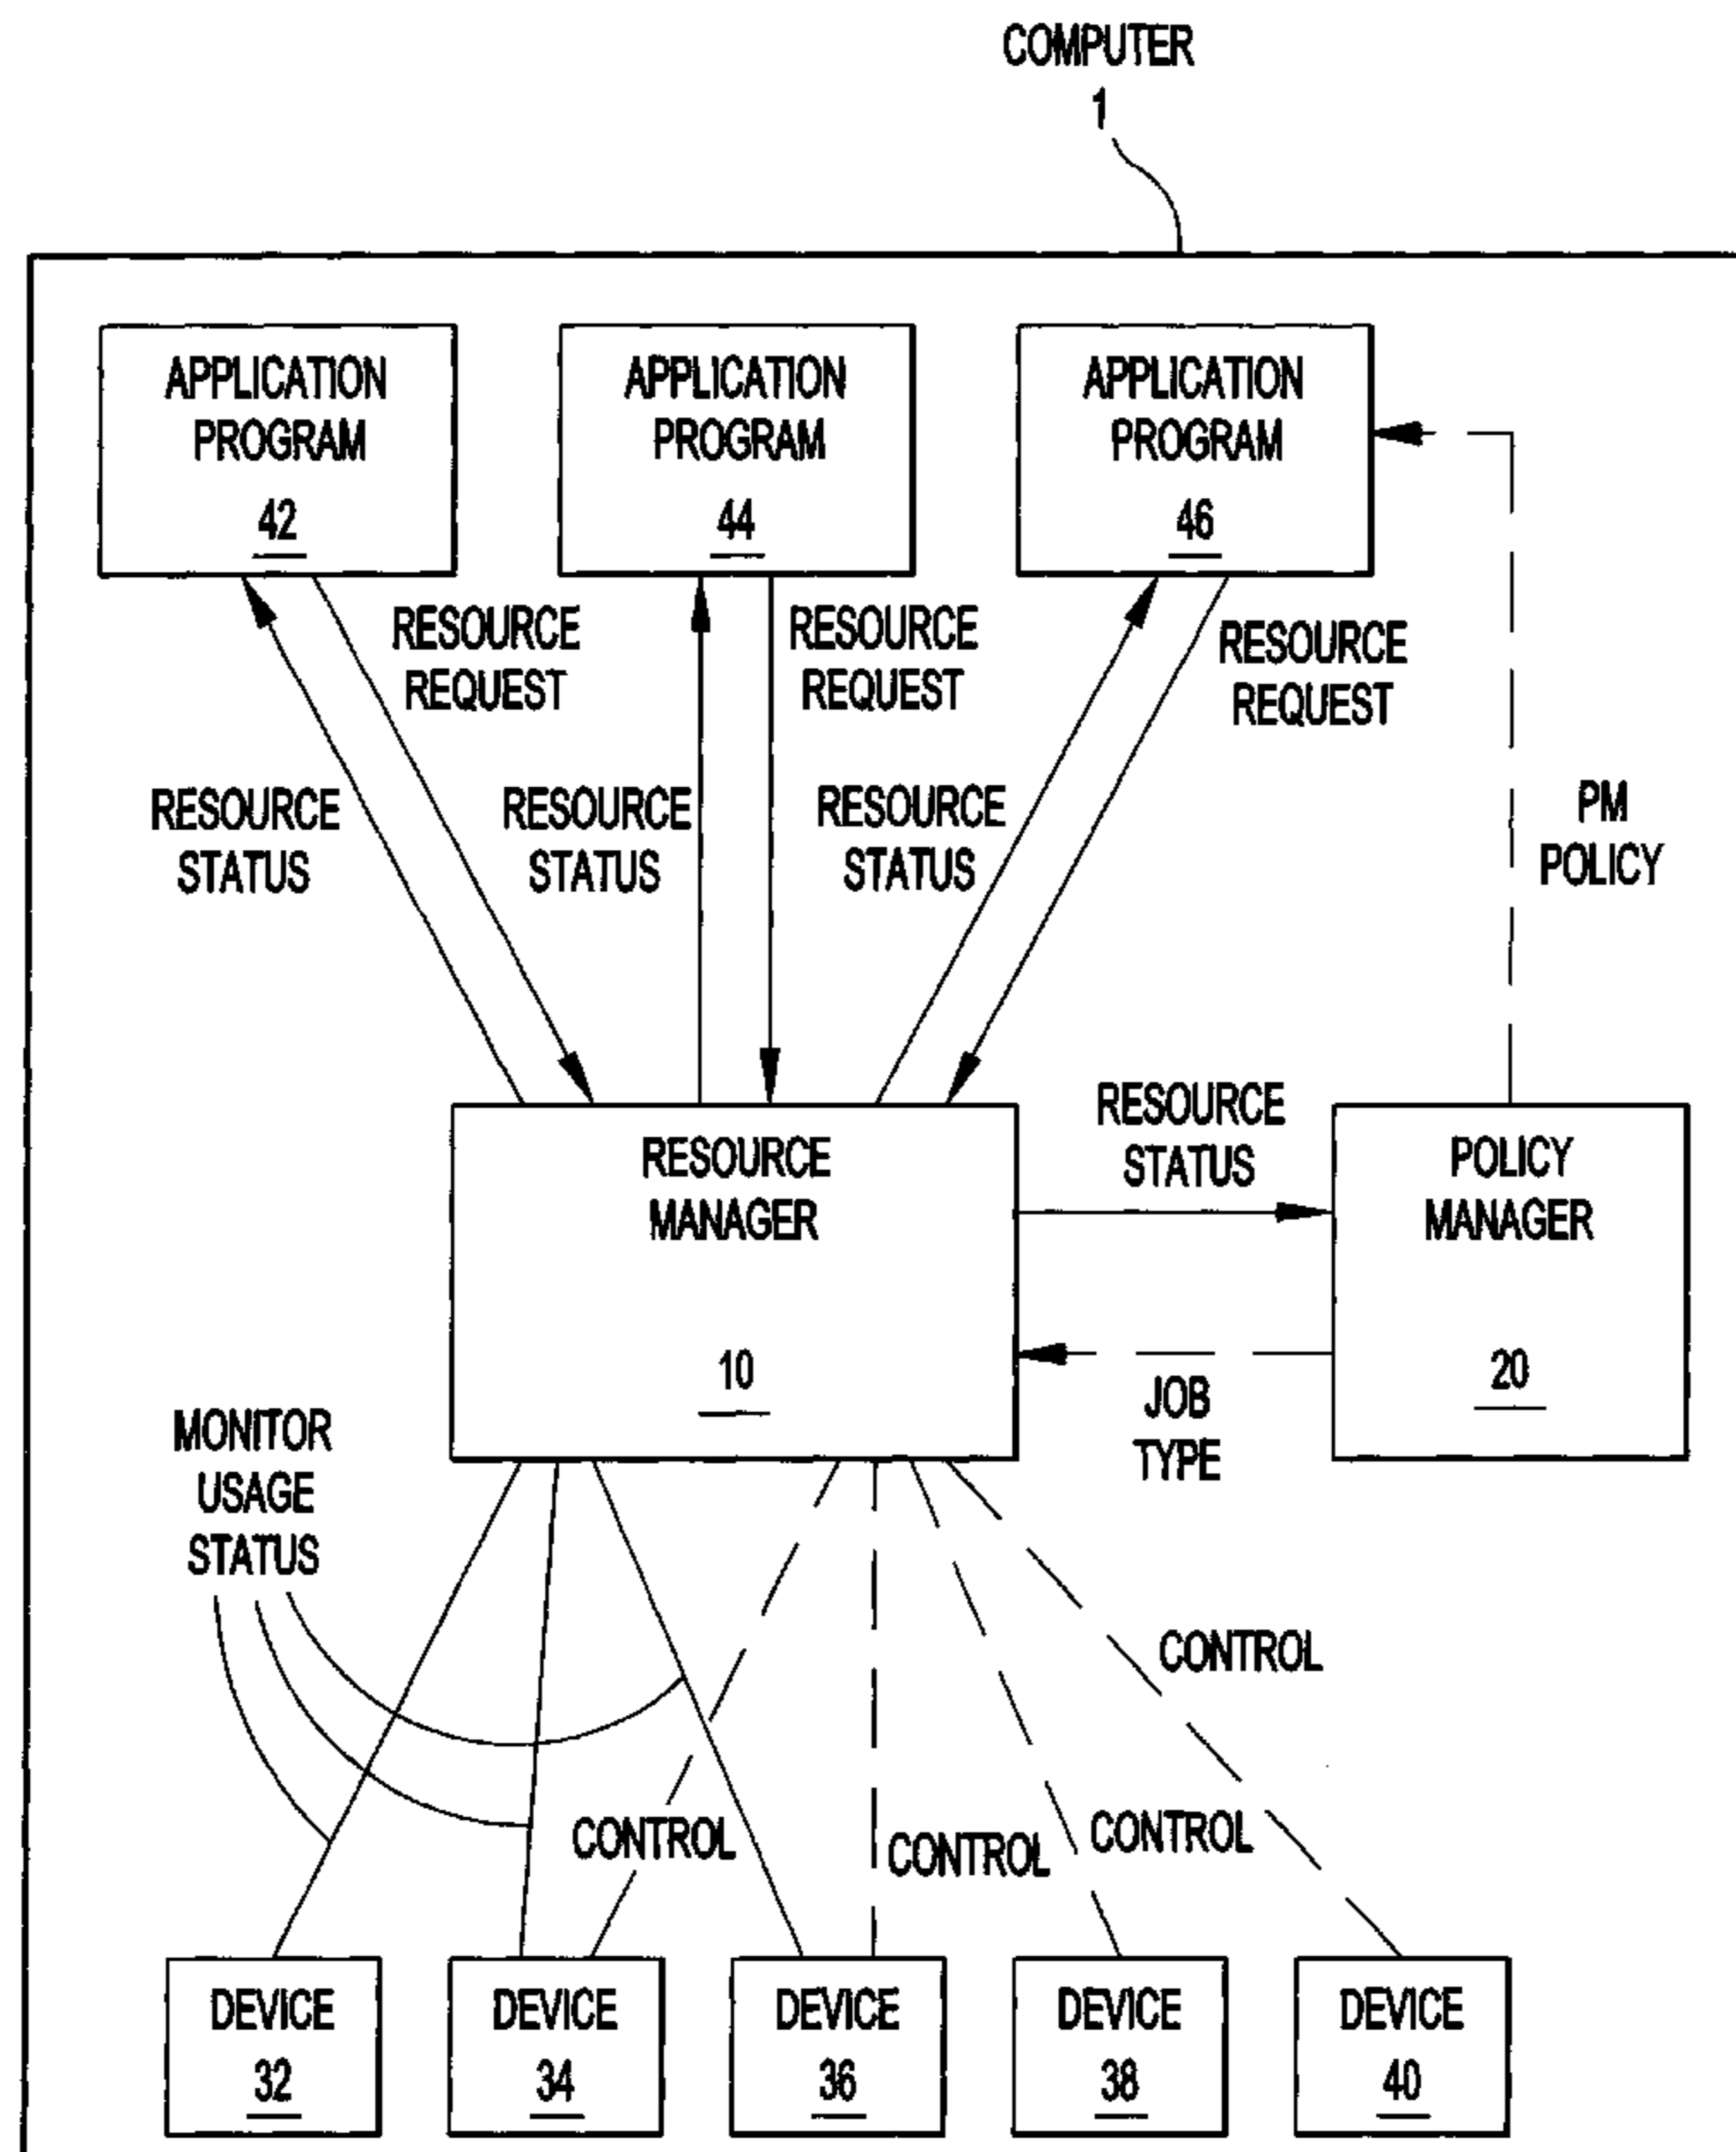 COMPUTER
1
APPLICATION
PROGRAM
42
APPLICATION
PROGRAM
44
APPLICATION
PROGRAM
46
RESOURCE
REQUEST
RESOURCE
REQUEST
RESOURCE
REQUEST
RESOURCE
STATUS
RESOURCE
STATUS
RESOURCE
STATUS
PM
POLICY
RESOURCE
MANAGER
10
RESOURCE
STATUS
POLICY
MANAGER
20
JOB
TYPE
MONITOR
USAGE
STATUS
CONTROL
CONTROL
CONTROL
CONTROL
DEVICE
32
DEVICE
34
DEVICE
36
DEVICE
38
DEVICE
40